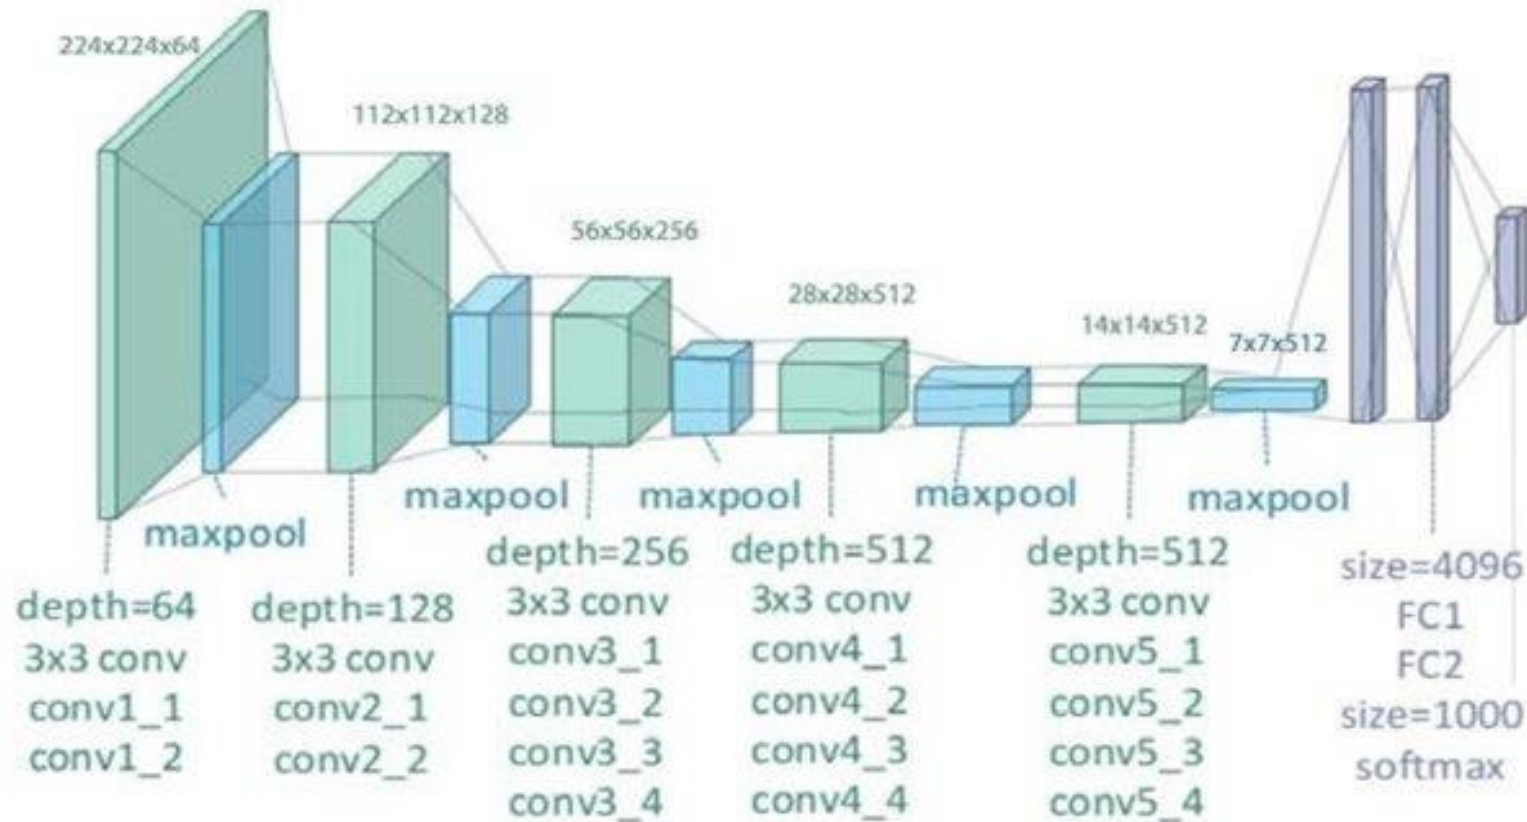 224x224x64
112x112x128
56x56x256
28x28x512
14x14x512
7x7x512
maxpool
maxpool
maxpool
maxpool
maxpool
depth=64
3x3 conv
conv1_1
conv1_2
depth=128
3x3 conv
conv2_1
conv2_2
depth=256
3x3 conv
conv3_1
conv3_2
conv3_3
conv3_4
depth=512
3x3 conv
conv4_1
conv4_2
conv4_3
conv4_4
depth=512
3x3 conv
conv5_1
conv5_2
conv5_3
conv5_4
size=4096
FC1
FC2
size=1000
softmax